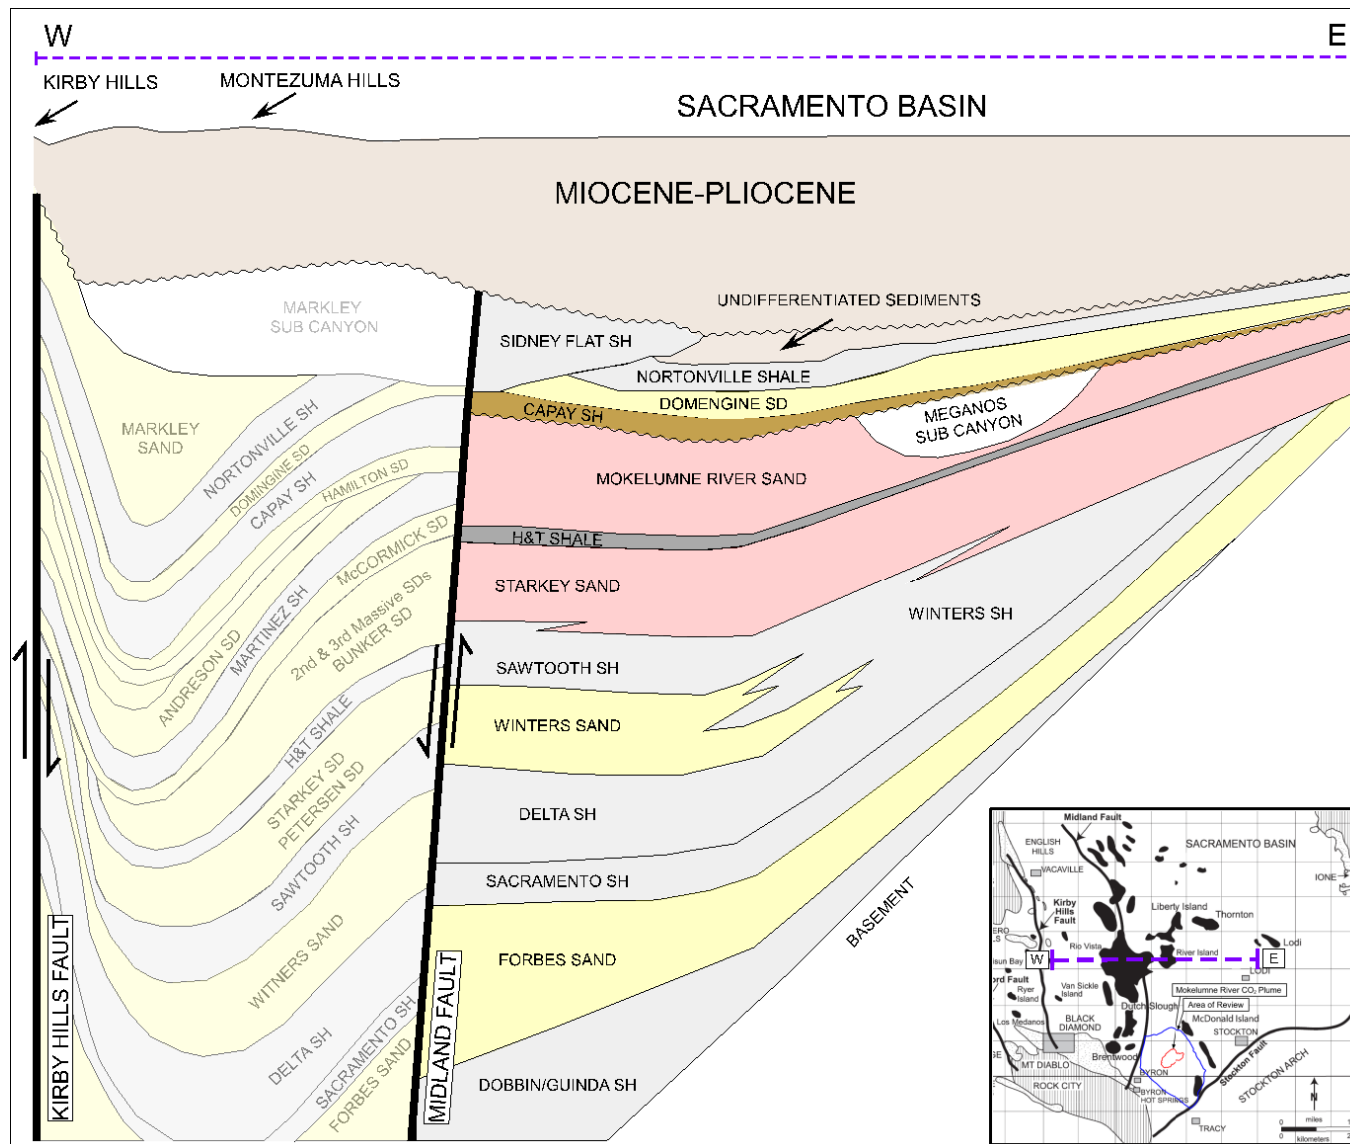 W
E
KIRBY HILLS
MONTEZUMA HILLS
SACRAMENTO BASIN
MIOCENE-PLIOCENE
MARKLEY
SUB CANYON
UNDIFFERENTIATED SEDIMENTS
SIDNEY FLAT SH
NORTONVILLE SHALE
DOMENGINE SD
CAPAY SH
MEGANOS
SUB CANYON
MOKELUMNE RIVER SAND
H&T SHALE
STARKEY SAND
WINTERS SH
SAWTOOTH SH
WINTERS SAND
DELTA SH
SACRAMENTO SH
FORBES SAND
DOBBIN/GUINDA SH
BASEMENT
MARKLEY
SAND
NORTONVILLE SH
DOMINGINE SD
CAPAY SH
HAMILTON SD
ANDRESON SD
MARTINEZ SH
McCORMICK SD
2nd & 3rd Massive SDs
BUNKER SD
H&T SHALE
STARKEY SD
PETERSEN SD
SAWTOOTH SH
WITNERS SAND
DELTA SH
SACRAMENTO SH
FORBES SAND
KIRBY HILLS FAULT
MIDLAND FAULT
Midland Fault
SACRAMENTO BASIN
ENGLISH
HILLS
VACAVILLE
IONE
Kirby
Hills
Fault
Liberty Island
Thornton
Rio Vista
River Island
Lodi
W
E
LODI
isun Bay
ord Fault
Ryer
Island
Van Sickle
Island
Mokelumne River CO₂ Plume
Area of Review
Dutch Slough
McDonald Island
Los Medanos
BLACK
DIAMOND
STOCKTON
Brentwood
MT DIABLO
BYRON
BYRON
HOT SPRINGS
ROCK CITY
Stockton Fault
STOCKTON ARCH
N
TRACY
0
miles
0
kilometers